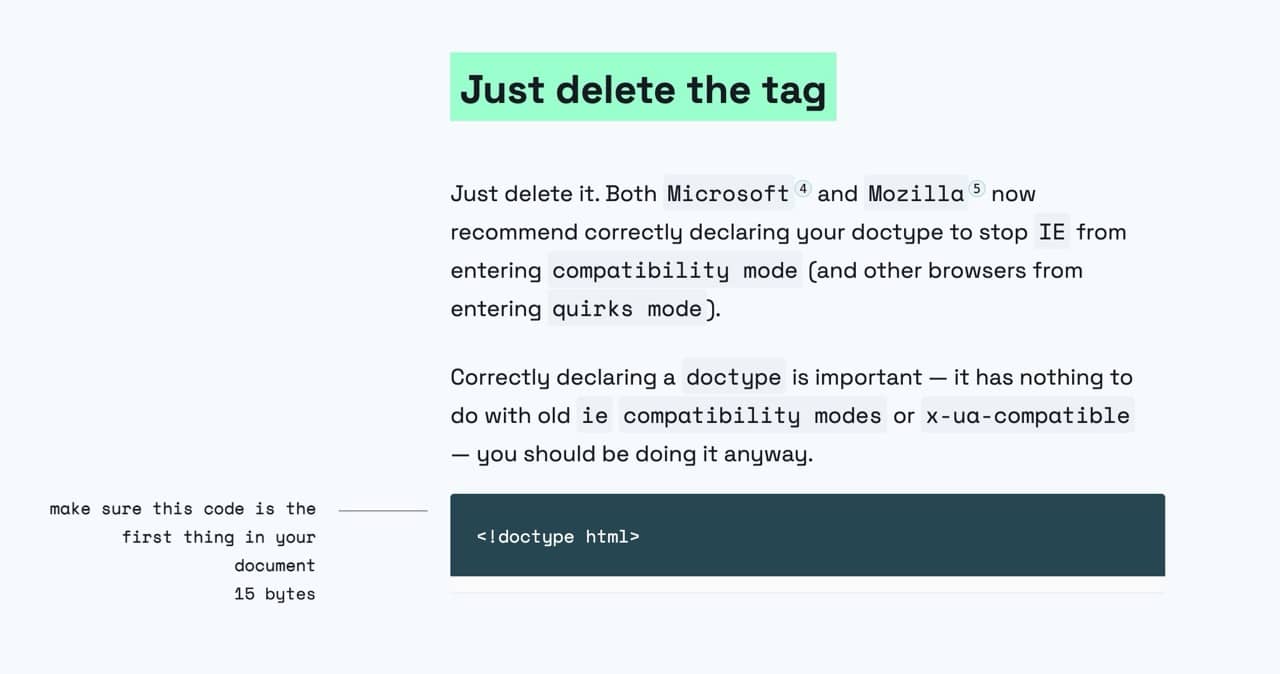 Just delete the tag
Just delete it. Both Microsoft 4 and Mozilla 5 now
recommend correctly declaring your doctype to stop IE from
entering compatibility mode (and other browsers from
entering quirks mode).
Correctly declaring a doctype is important — it has nothing to
do with old ie compatibility modes or x-ua-compatible
— you should be doing it anyway.
make sure this code is the
first thing in your
document
15 bytes
<!doctype html>